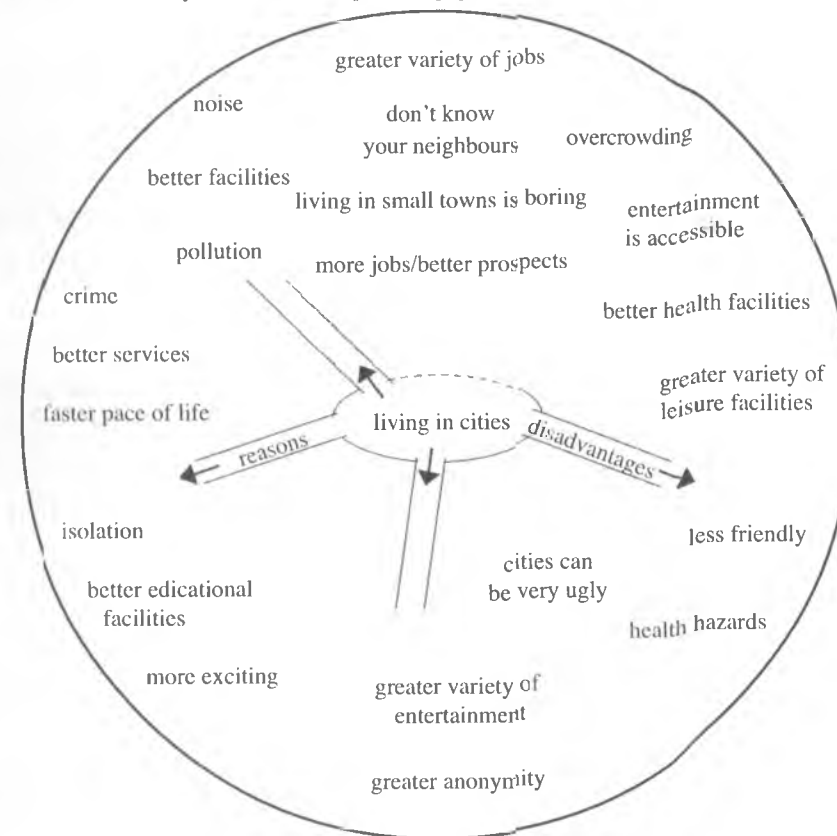 greater variety of jobs
noise
don't know
your neighbours
overcrowding
better facilities
living in small towns is boring
entertainment
is accessible
pollution
more jobs/better prospects
crime
better health facilities
better services
greater variety of
leisure facilities
faster pace of life
living in cities
disadvantages
reasons
isolation
less friendly
cities can
be very ugly
better edicational
facilities
health hazards
more exciting
greater variety of
entertainment
greater anonymity